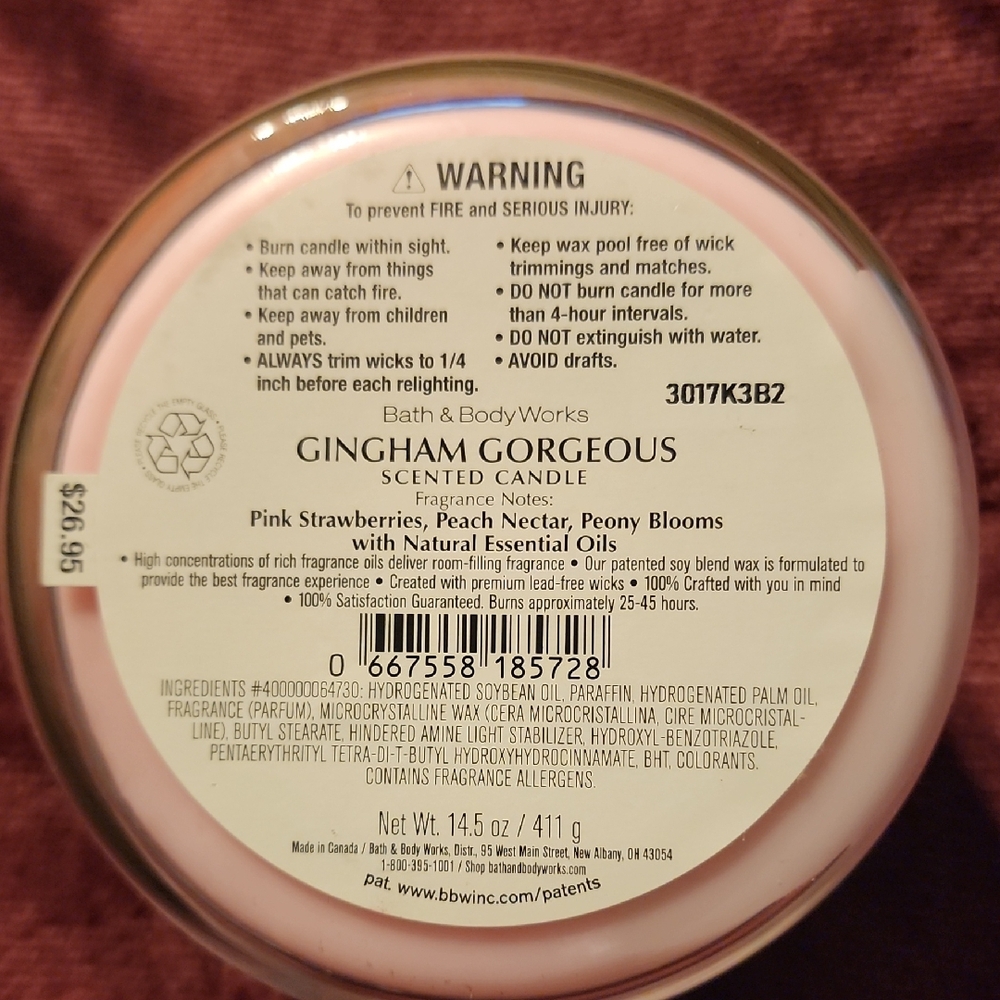 WARNING
To prevent FIRE and SERIOUS INJURY:
• Burn candle within sight.
• Keep away from things
that can catch fire.
• Keep away from children
and pets.
• ALWAYS trim wicks to 1/4
inch before each relighting.
• Keep wax pool free of wick
trimmings and matches.
• DO NOT burn candle for more
than 4-hour intervals.
• DO NOT extinguish with water.
• AVOID drafts.
3017K3B2
Bath & Body Works
GINGHAM GORGEOUS
SCENTED CANDLE
Fragrance Notes:
Pink Strawberries, Peach Nectar, Peony Blooms
with Natural Essential Oils
• High concentrations of rich fragrance oils deliver room-filling fragrance • Our patented soy blend wax is formulated to
provide the best fragrance experience • Created with premium lead-free wicks • 100% Crafted with you in mind
• 100% Satisfaction Guaranteed. Burns approximately 25-45 hours.
$26.95
PLEASE RECYCLE THE EMPTY GLASS
0 667558 185728
INGREDIENTS #400000064730: HYDROGENATED SOYBEAN OIL, PARAFFIN, HYDROGENATED PALM OIL,
FRAGRANCE (PARFUM), MICROCRYSTALLINE WAX (CERA MICROCRISTALLINA, CIRE MICROCRISTAL-
LINE), BUTYL STEARATE, HINDERED AMINE LIGHT STABILIZER, HYDROXYL-BENZOTRIAZOLE,
PENTAERYTHRITYL TETRA-DI-T-BUTYL HYDROXYHYDROCINNAMATE, BHT, COLORANTS.
CONTAINS FRAGRANCE ALLERGENS.
Net Wt. 14.5 oz / 411 g
Made in Canada / Bath & Body Works, Distr., 95 West Main Street, New Albany, OH 43054
1-800-395-1001 / Shop bathandbodyworks.com
pat. www.bbwinc.com/patents